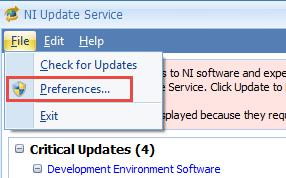 NI Update Service
File Edit Help
Check for Updates
Preferences...
Exit
s to NI software and expe
e Service. Click Update to
played because they requ
Critical Updates (4)
Development Environment Software